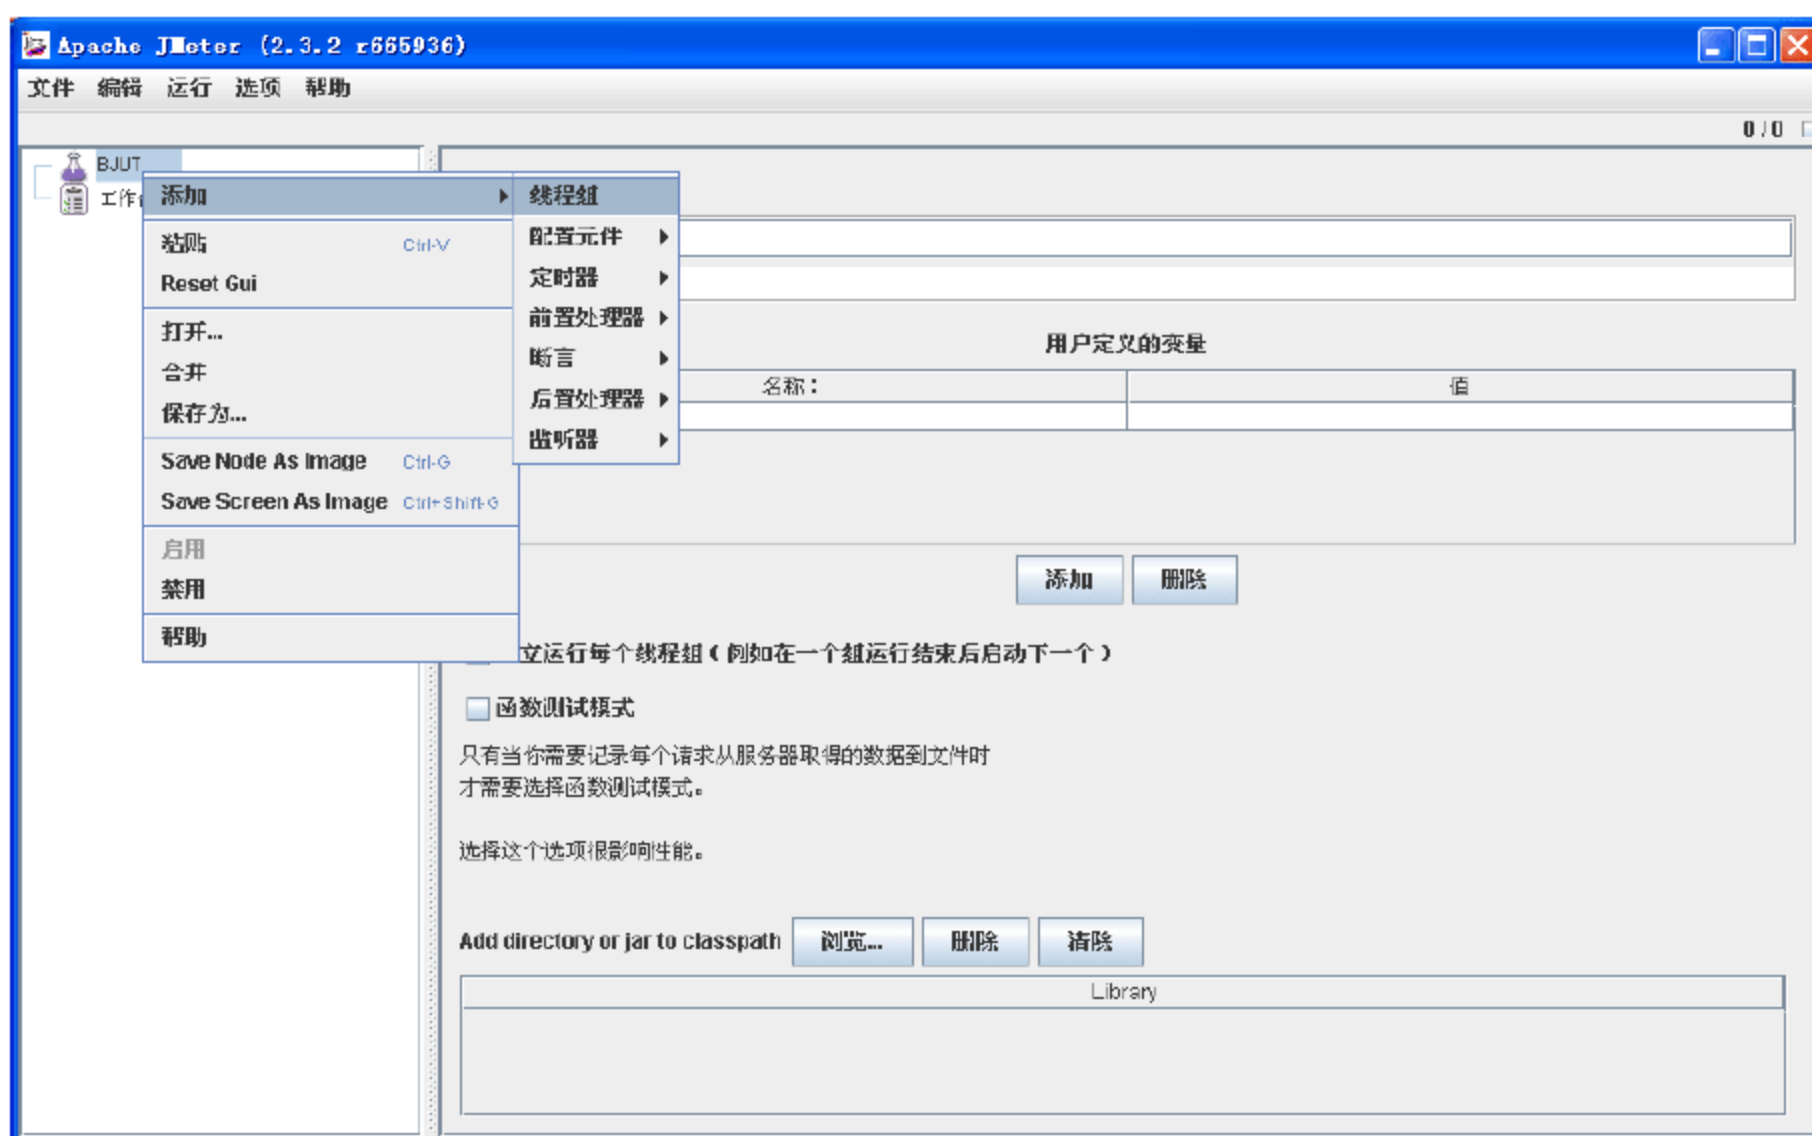 Apache JMeter (2.3.2 r665936)
文件 编辑 运行 选项 帮助
0 / 0
BJUT
工作
添加
粘贴 Ctrl-V
Reset Gui
打开...
合并
保存为...
Save Node As Image Ctrl-G
Save Screen As Image Ctrl+Shift-G
启用
禁用
帮助
线程组
配置元件
定时器
前置处理器
断言
后置处理器
监听器
用户定义的变量
名称： 值
添加 删除
立运行每个线程组（例如在一个组运行结束后启动下一个）
函数测试模式
只有当你需要记录每个请求从服务器取得的数据到文件时
才需要选择函数测试模式。
选择这个选项很影响性能。
Add directory or jar to classpath 浏览... 删除 清除
Library